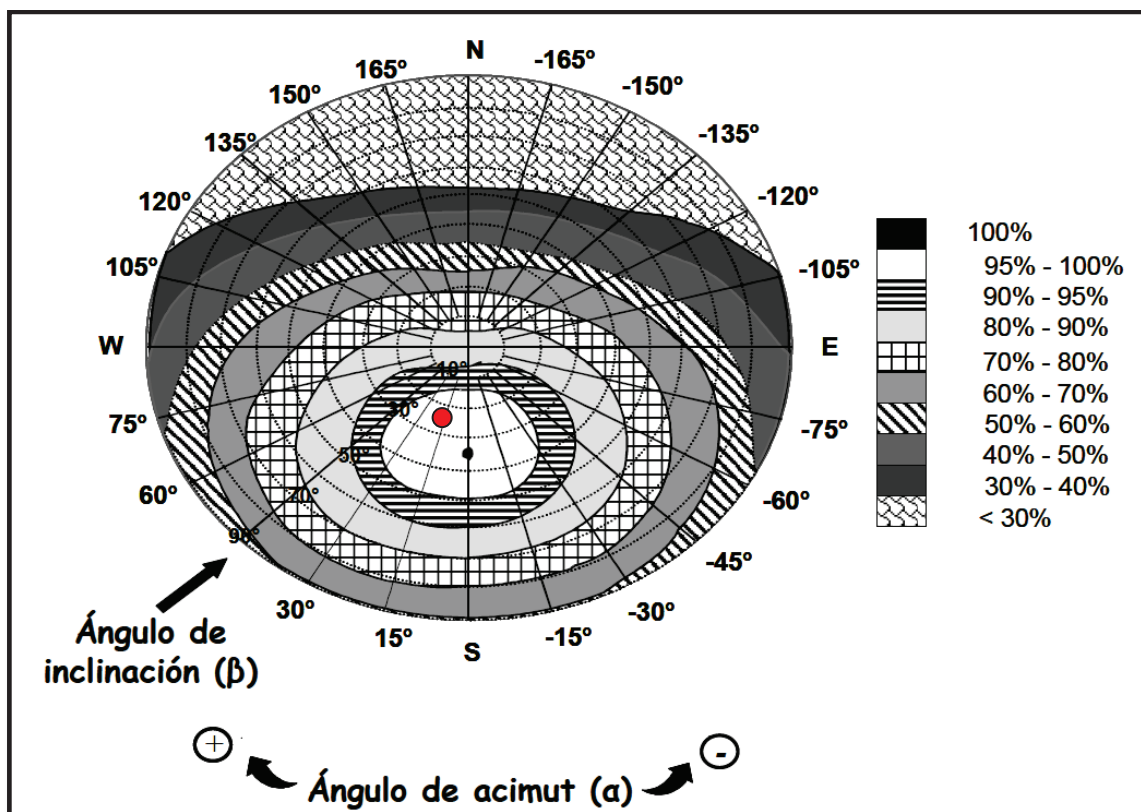 N
165º
-165º
150º
-150º
135º
-135º
120º
-120º
105º
-105º
W
E
75º
-75º
60º
-60º
-45º
30º
-30º
15º
-15º
S
10º
30º
50º
70º
90º
100%
95% - 100%
90% - 95%
80% - 90%
70% - 80%
60% - 70%
50% - 60%
40% - 50%
30% - 40%
< 30%
Ángulo de
inclinación (β)
+
-
Ángulo de acimut (α)